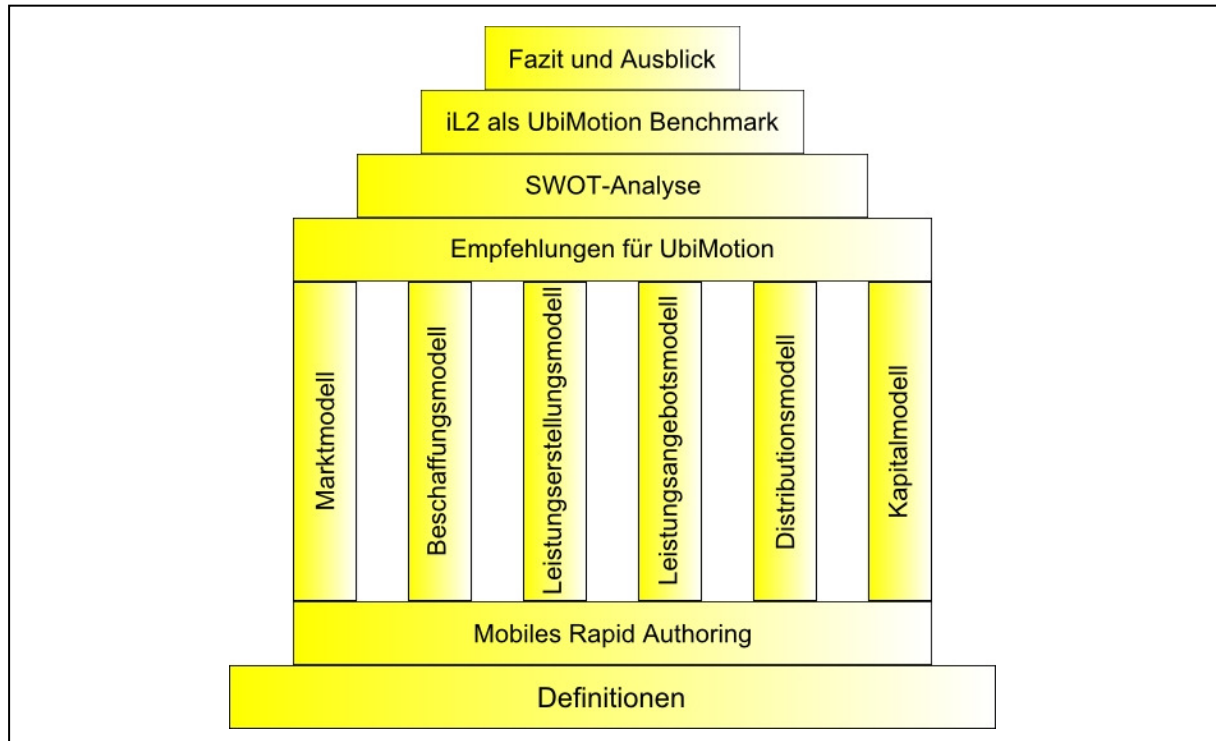 Fazit und Ausblick
iL2 als UbiMotion Benchmark
SWOT-Analyse
Empfehlungen für UbiMotion
Marktmodell
Beschaffungsmodell
Leistungserstellungsmodell
Leistungsangebotsmodell
Distributionsmodell
Kapitalmodell
Mobiles Rapid Authoring
Definitionen